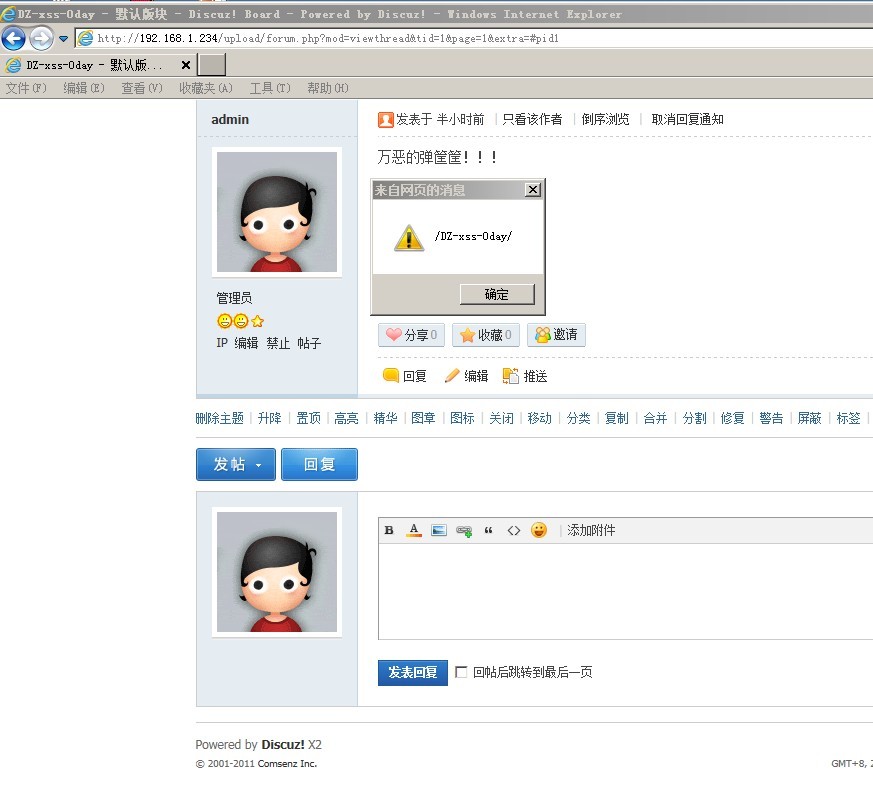 DZ-xss-0day - 默认版块 - Discuz! Board - Powered by Discuz! - Windows Internet Explorer
http://192.168.1.234/upload/forum.php?mod=viewthread&tid=1&page=1&extra=#pid1
DZ-xss-0day - 默认版...
文件(F) 编辑(E) 查看(V) 收藏夹(A) 工具(T) 帮助(H)
admin
发表于 半小时前 | 只看该作者 | 倒序浏览 | 取消回复通知
万恶的弹筐筐！！！
来自网页的消息
/DZ-xss-0day/
确定
管理员
IP 编辑 禁止 帖子
分享 0 收藏 0 邀请
回复 编辑 推送
删除主题 | 升降 | 置顶 | 高亮 | 精华 | 图章 | 图标 | 关闭 | 移动 | 分类 | 复制 | 合并 | 分割 | 修复 | 警告 | 屏蔽 | 标签 |
发帖 回复
B A “ <> | 添加附件
发表回复 回帖后跳转到最后一页
Powered by Discuz! X2
© 2001-2011 Comsenz Inc.
GMT+8, 2